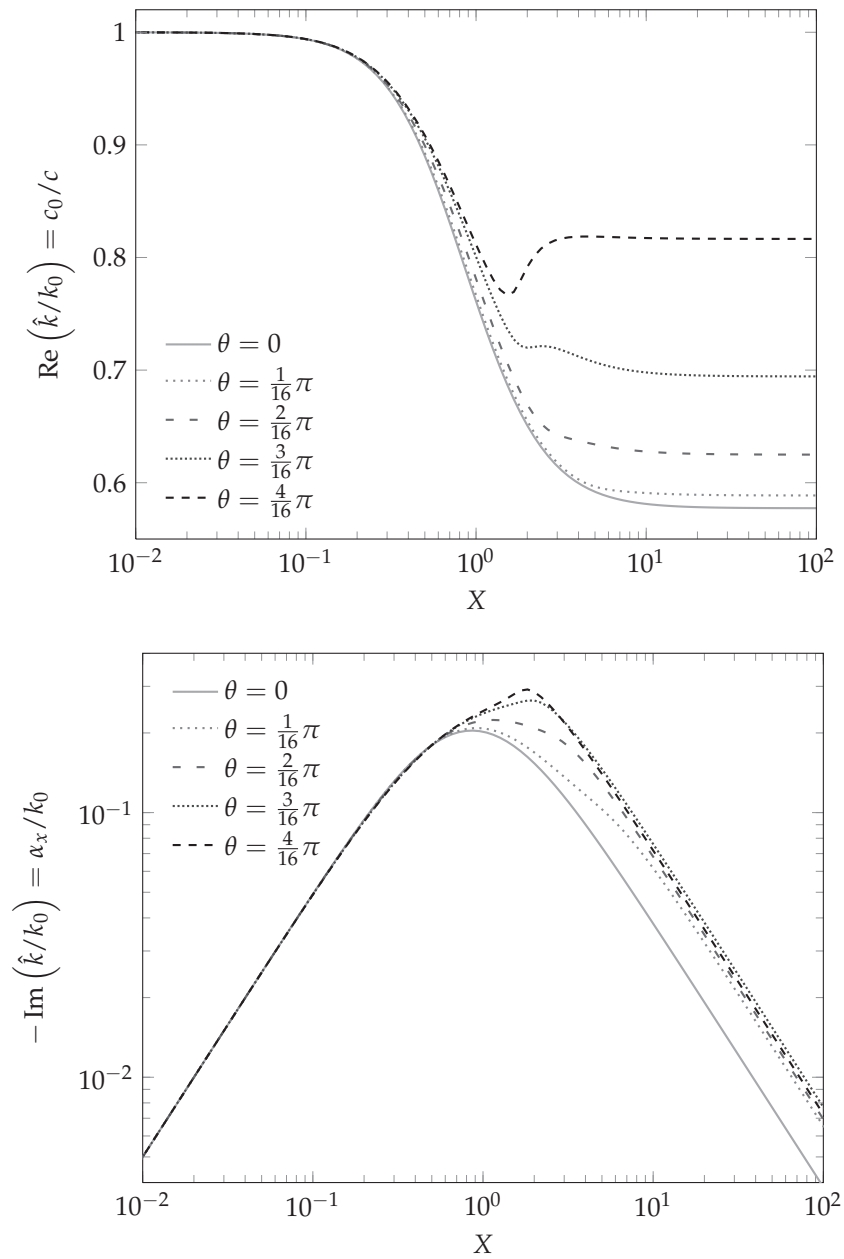 1
0.9
0.8
0.7
0.6
Re (k̂/k₀) = c₀/c
θ = 0
θ = 1/16 π
θ = 2/16 π
θ = 3/16 π
θ = 4/16 π
10⁻² 10⁻¹ 10⁰ 10¹ 10²
X
10⁻¹
10⁻²
− Im (k̂/k₀) = αₓ/k₀
θ = 0
θ = 1/16 π
θ = 2/16 π
θ = 3/16 π
θ = 4/16 π
10⁻² 10⁻¹ 10⁰ 10¹ 10²
X